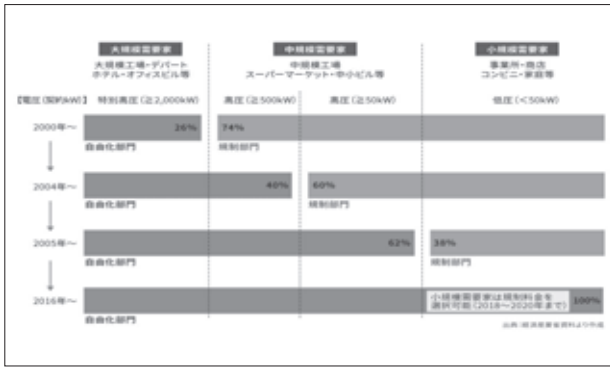 大規模需要家 中規模需要家 小規模需要家
大規模工場・デパート 中規模工場 事業所・商店
ホテル・オフィスビル等 スーパーマーケット・中小ビル等 コンビニ・家庭等
【電圧(契約kW)】 特別高圧(≧2,000kW) 高圧(≧500kW) 高圧(≧50kW) 低圧(<50kW)
2000年〜 26% 74%
自由化部門 規制部門
2004年〜 40% 60%
自由化部門 規制部門
2005年〜 62% 38%
自由化部門 規制部門
2016年〜 小規模需要家は規制料金を 100%
選択可能(2018〜2020年まで)
自由化部門
出典:経済産業省資料より作成